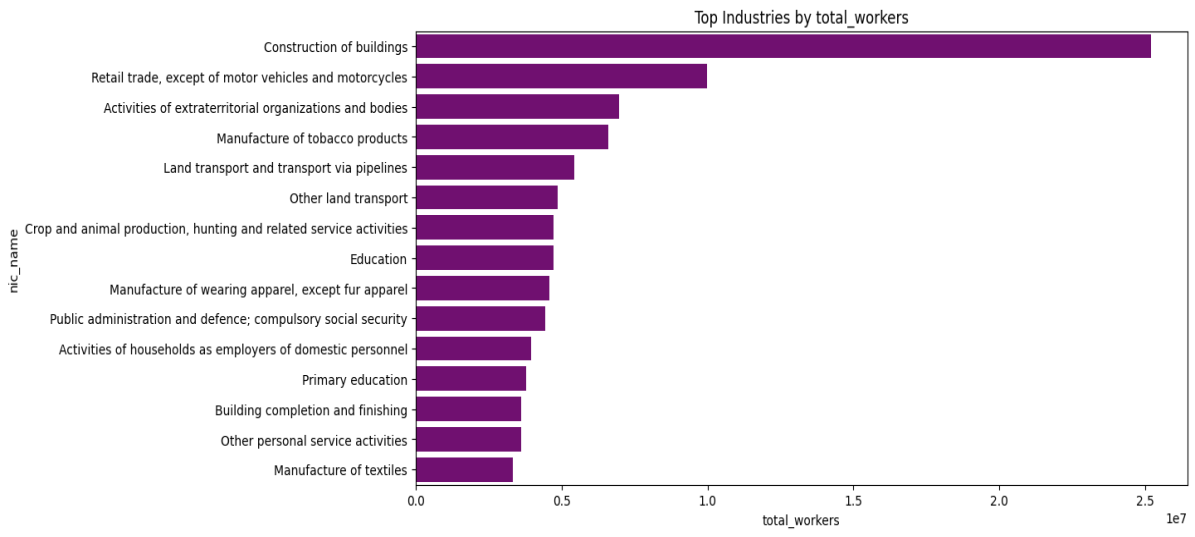 Top Industries by total_workers
Construction of buildings
Retail trade, except of motor vehicles and motorcycles
Activities of extraterritorial organizations and bodies
Manufacture of tobacco products
Land transport and transport via pipelines
Other land transport
Crop and animal production, hunting and related service activities
Education
Manufacture of wearing apparel, except fur apparel
Public administration and defence; compulsory social security
Activities of households as employers of domestic personnel
Primary education
Building completion and finishing
Other personal service activities
Manufacture of textiles
nic_name
0.0 0.5 1.0 1.5 2.0 2.5
1e7
total_workers